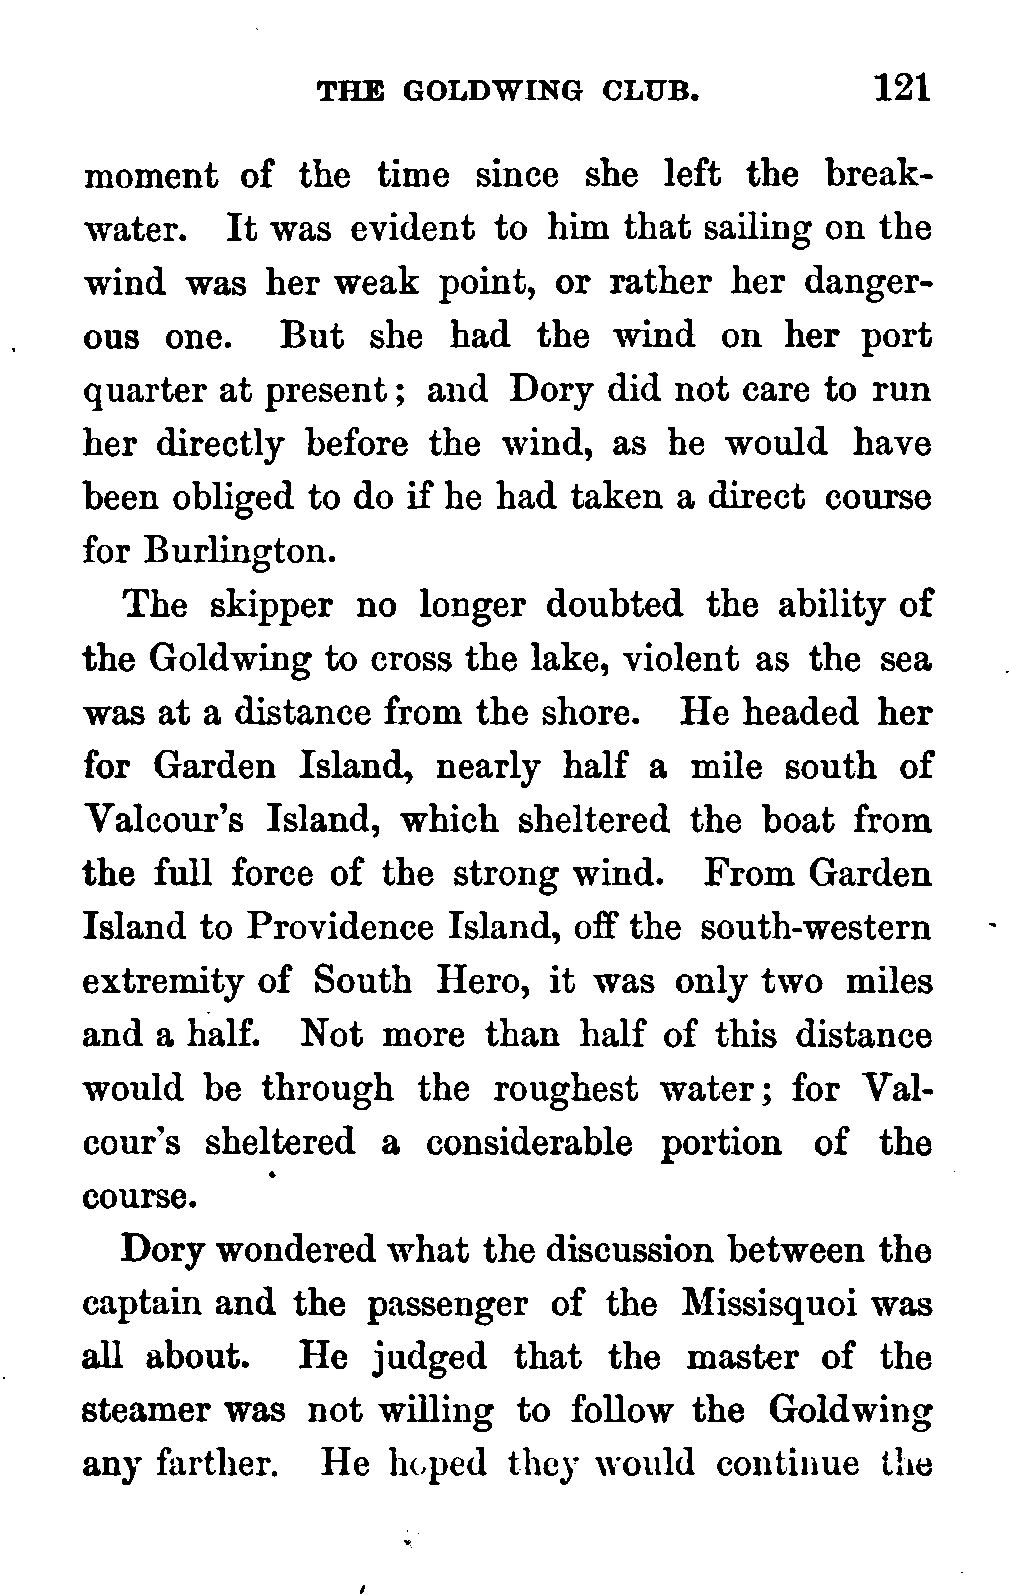 THE GOLDWING CLUB. 121
moment of the time since she left the break-
water. It was evident to him that sailing on the
wind was her weak point, or rather her danger-
ous one. But she had the wind on her port
quarter at present; and Dory did not care to run
her directly before the wind, as he would have
been obliged to do if he had taken a direct course
for Burlington.
The skipper no longer doubted the ability of
the Goldwing to cross the lake, violent as the sea
was at a distance from the shore. He headed her
for Garden Island, nearly half a mile south of
Valcour's Island, which sheltered the boat from
the full force of the strong wind. From Garden
Island to Providence Island, off the south-western
extremity of South Hero, it was only two miles
and a half. Not more than half of this distance
would be through the roughest water; for Val-
cour's sheltered a considerable portion of the
course.
Dory wondered what the discussion between the
captain and the passenger of the Missisquoi was
all about. He judged that the master of the
steamer was not willing to follow the Goldwing
any farther. He hoped they would continue the